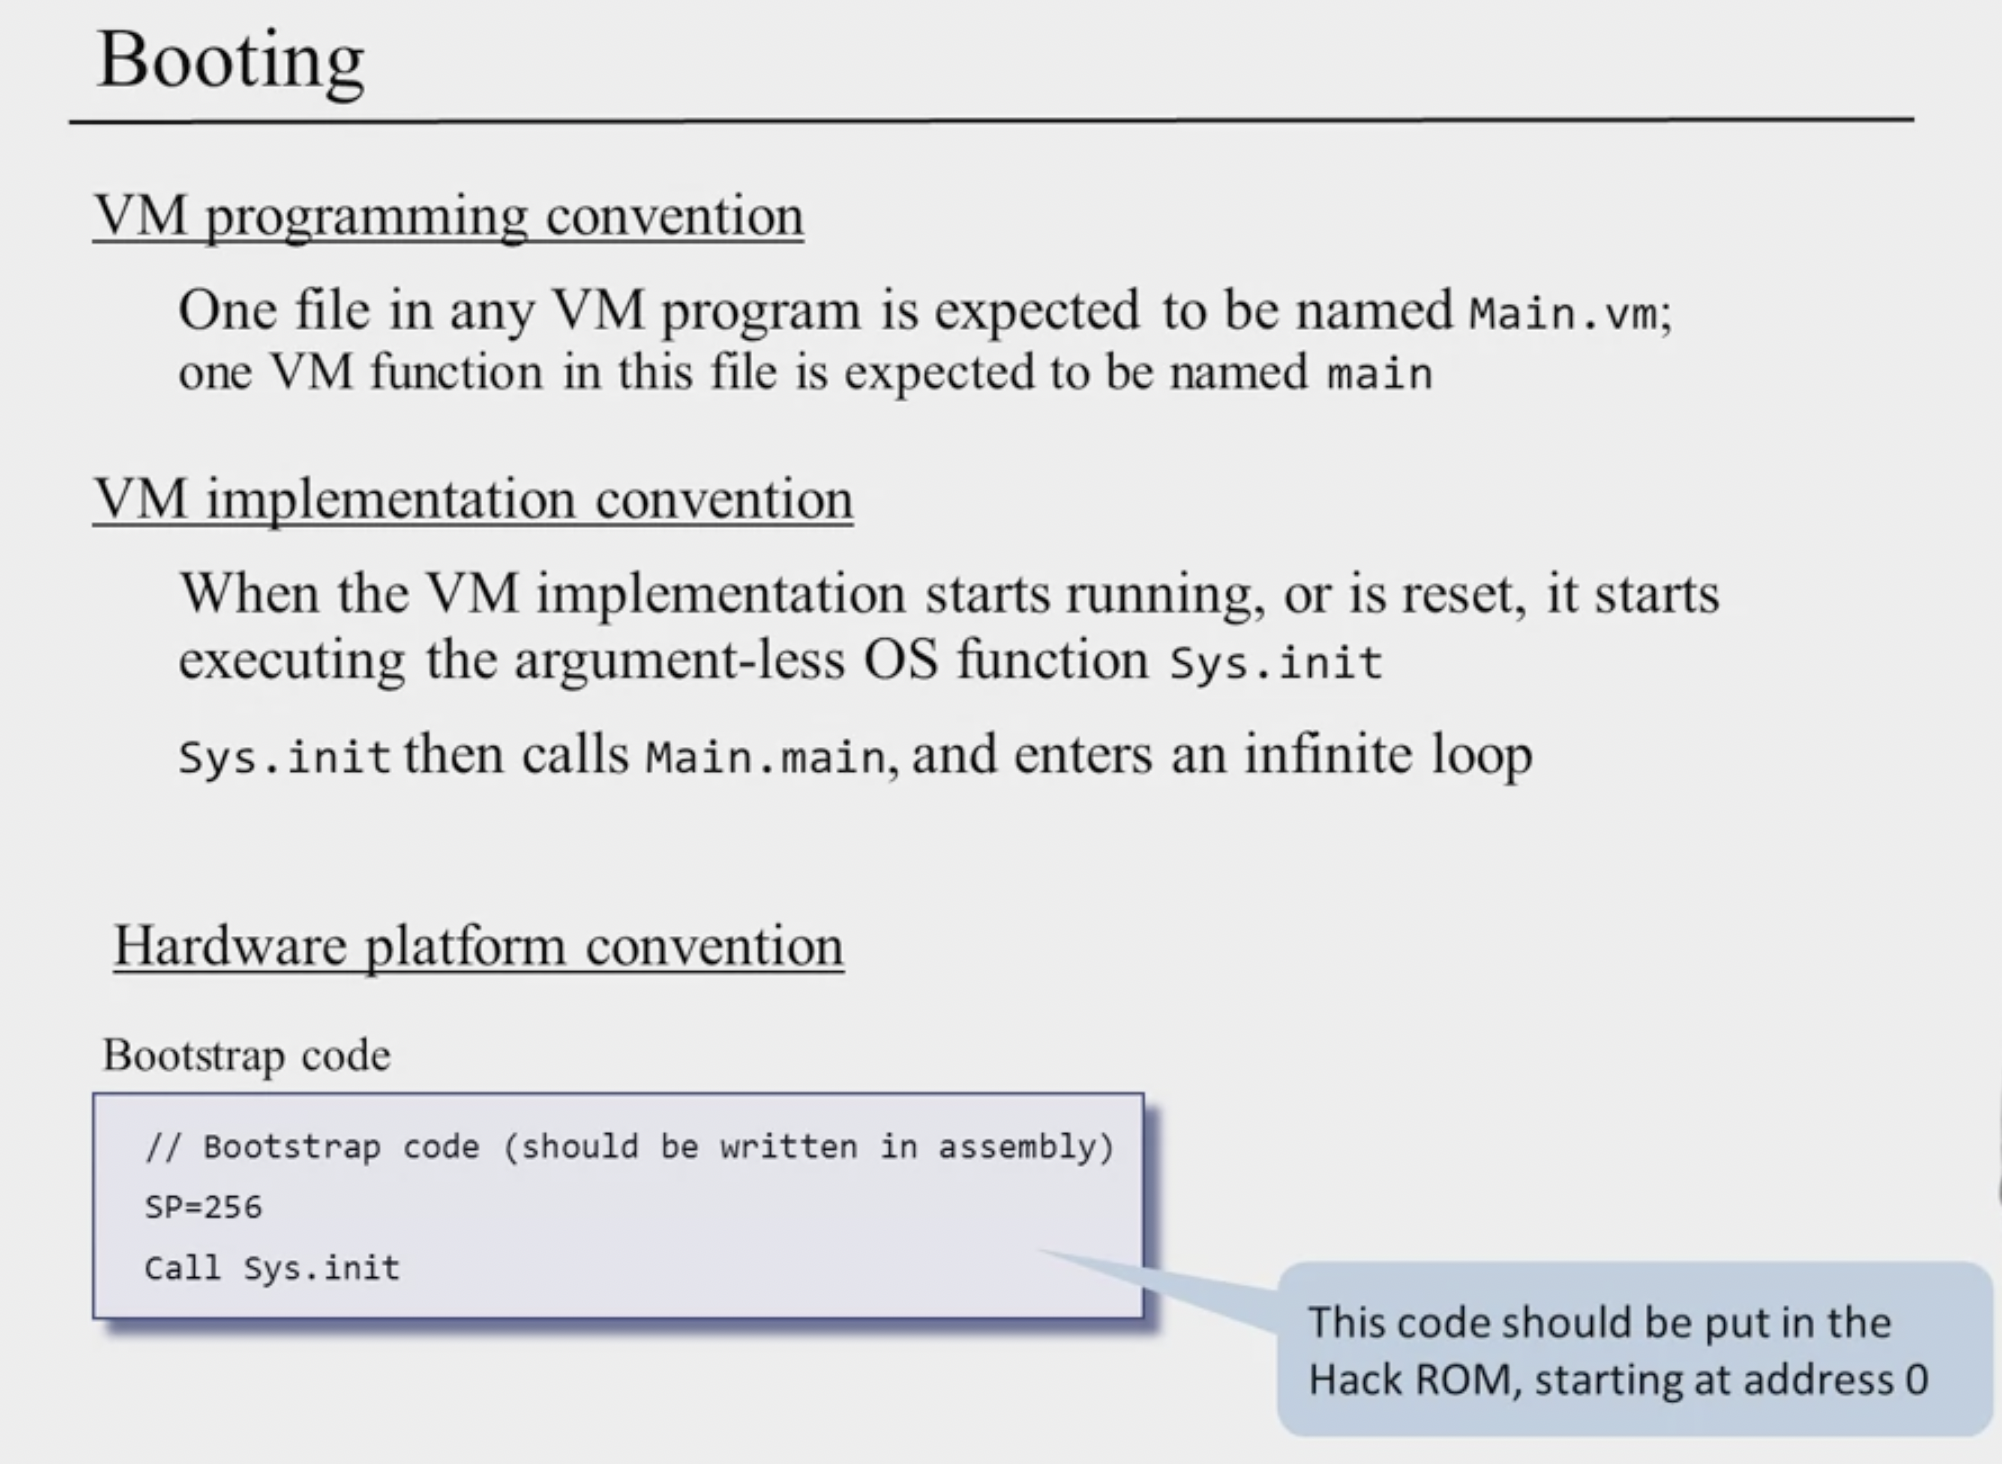 Booting
VM programming convention
One file in any VM program is expected to be named Main.vm;
one VM function in this file is expected to be named main
VM implementation convention
When the VM implementation starts running, or is reset, it starts
executing the argument-less OS function Sys.init
Sys.init then calls Main.main, and enters an infinite loop
Hardware platform convention
Bootstrap code
// Bootstrap code (should be written in assembly)
SP=256
Call Sys.init
This code should be put in the
Hack ROM, starting at address 0